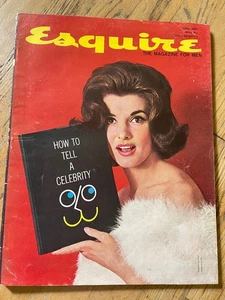 Esquire
THE MAGAZINE FOR MEN
HOW TO
TELL
A
CELEBRITY